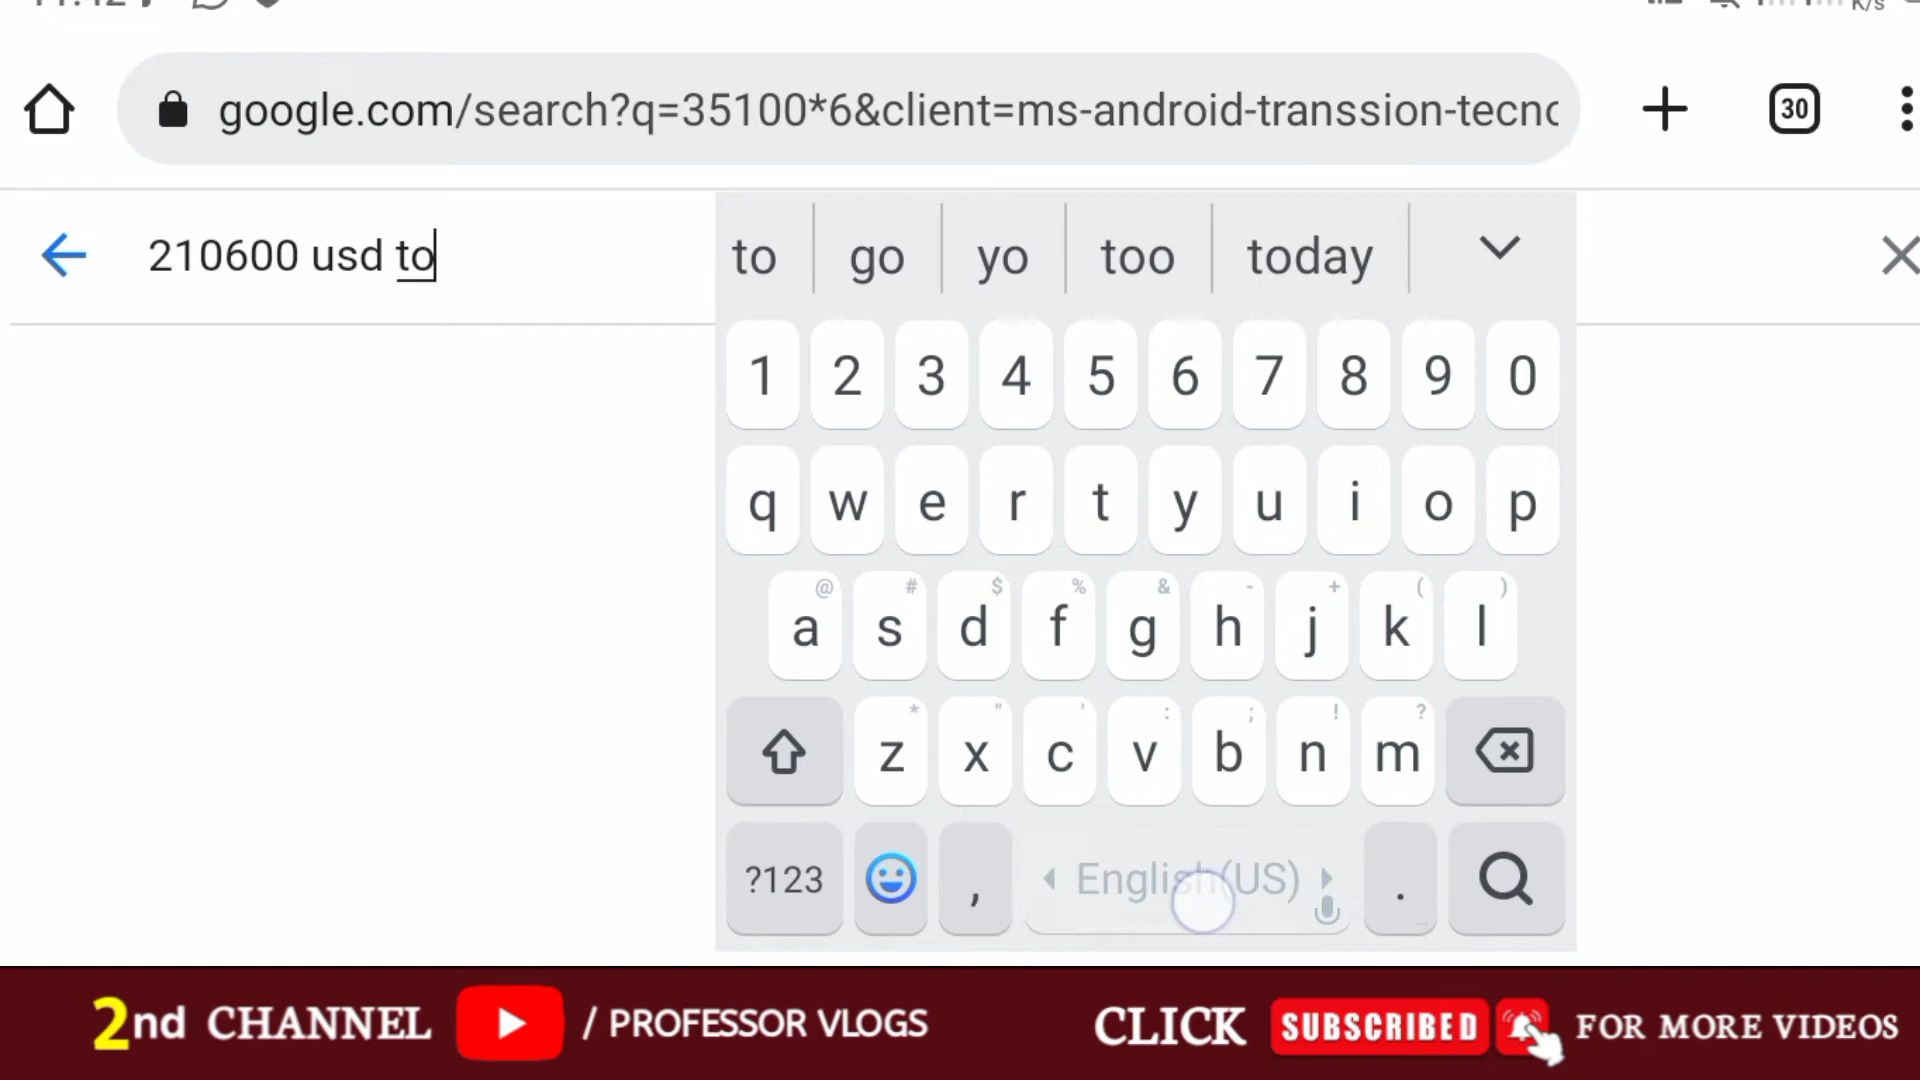 google.com/search?q=35100*6&client=ms-android-transsion-tecno
30
210600 usd to
to go yo too today
1 2 3 4 5 6 7 8 9 0
q w e r t y u i o p
@ # $ % & - + ( )
a s d f g h j k l
* " ' : ; ! ?
z x c v b n m
?123 , English(US) .
2nd CHANNEL / PROFESSOR VLOGS CLICK SUBSCRIBED FOR MORE VIDEOS